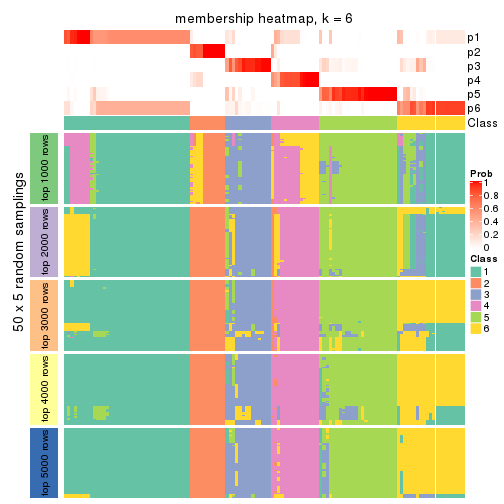 membership heatmap, k = 6
p1
p2
p3
p4
p5
p6
Class
50 x 5 random samplings
top 1000 rows
top 2000 rows
top 3000 rows
top 4000 rows
top 5000 rows
Prob
1
0.8
0.6
0.4
0.2
0
Class
1
2
3
4
5
6